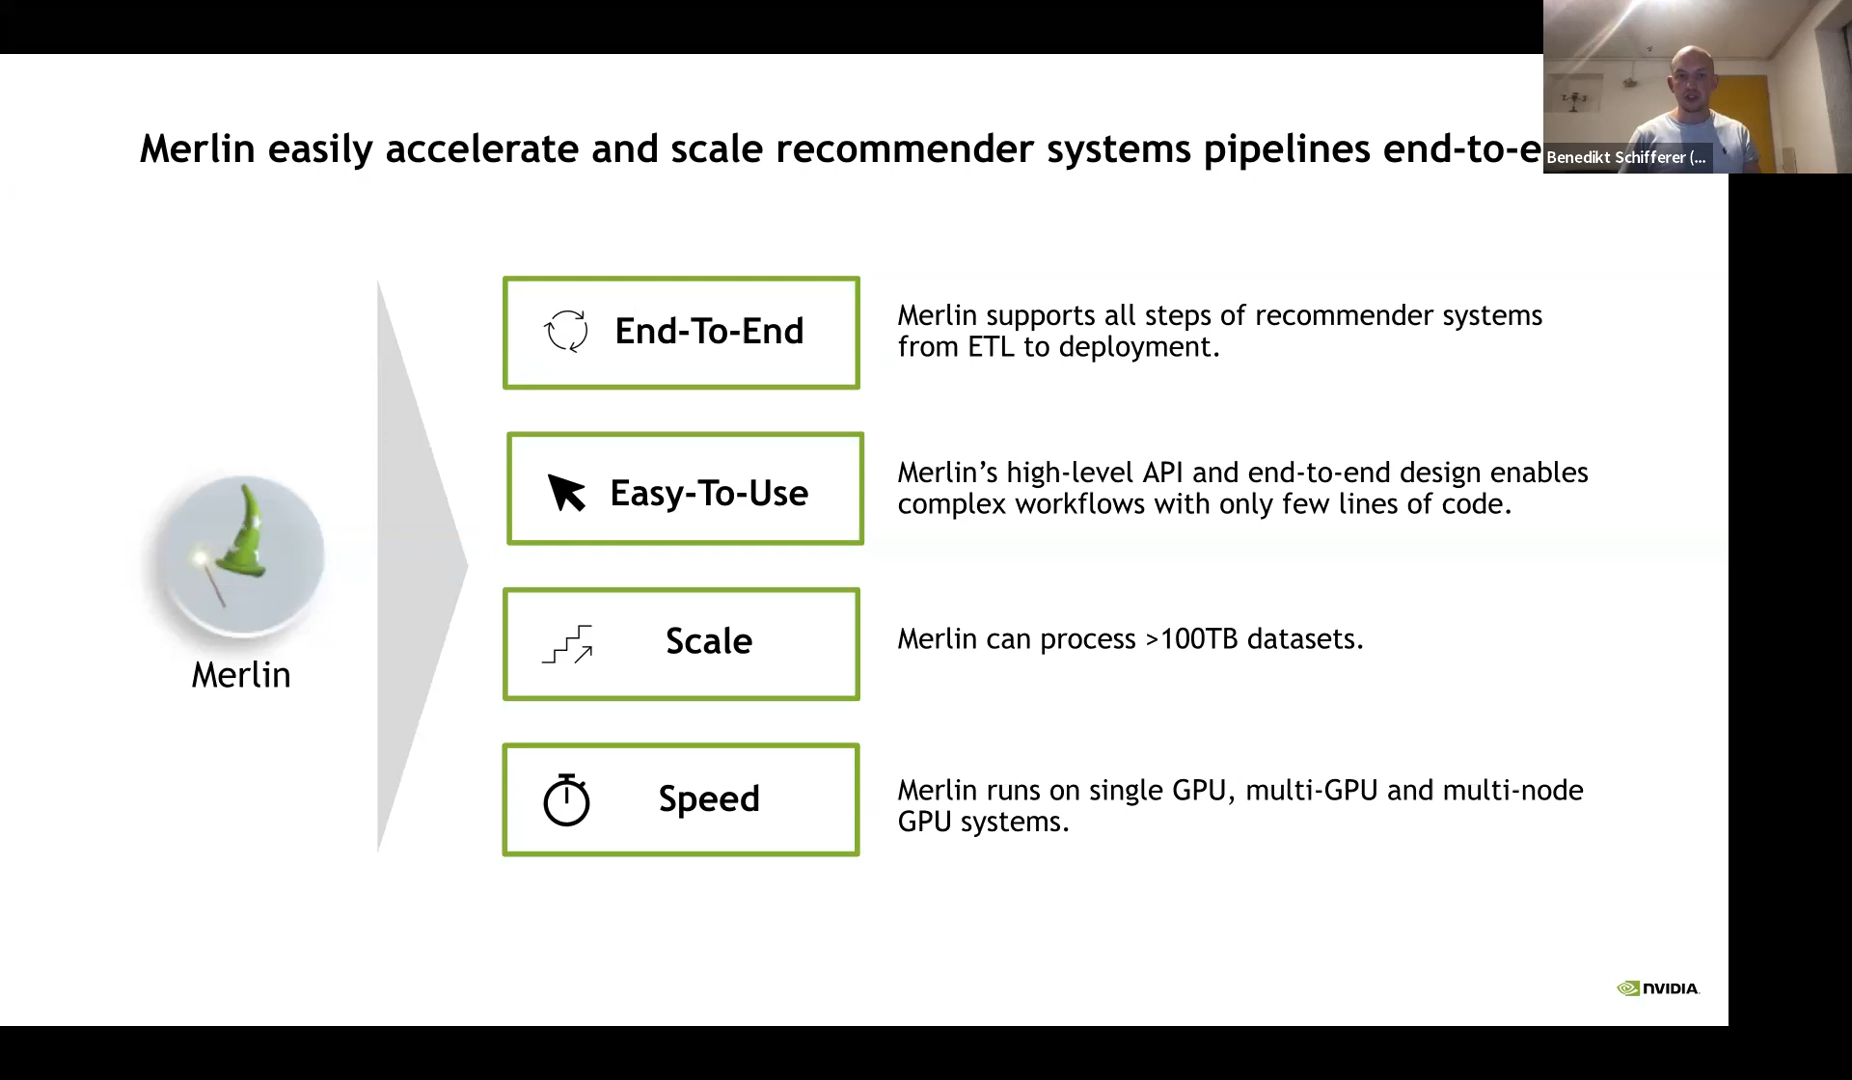 Merlin easily accelerate and scale recommender systems pipelines end-to-e
Benedikt Schifferer (...
End-To-End
Merlin supports all steps of recommender systems
from ETL to deployment.
Easy-To-Use
Merlin’s high-level API and end-to-end design enables
complex workflows with only few lines of code.
Merlin
Scale
Merlin can process >100TB datasets.
Speed
Merlin runs on single GPU, multi-GPU and multi-node
GPU systems.
NVIDIA.